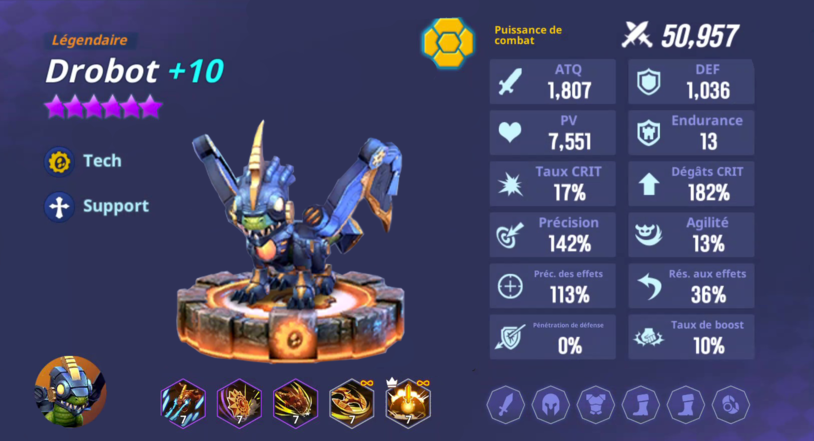 Légendaire
Drobot +10
Tech
Support
Puissance de
combat
50,957
ATQ
1,807
DEF
1,036
PV
7,551
Endurance
13
Taux CRIT
17%
Dégâts CRIT
182%
Précision
142%
Agilité
13%
Préc. des effets
113%
Rés. aux effets
36%
Pénétration de défense
0%
Taux de boost
10%
7
7
7
7
7